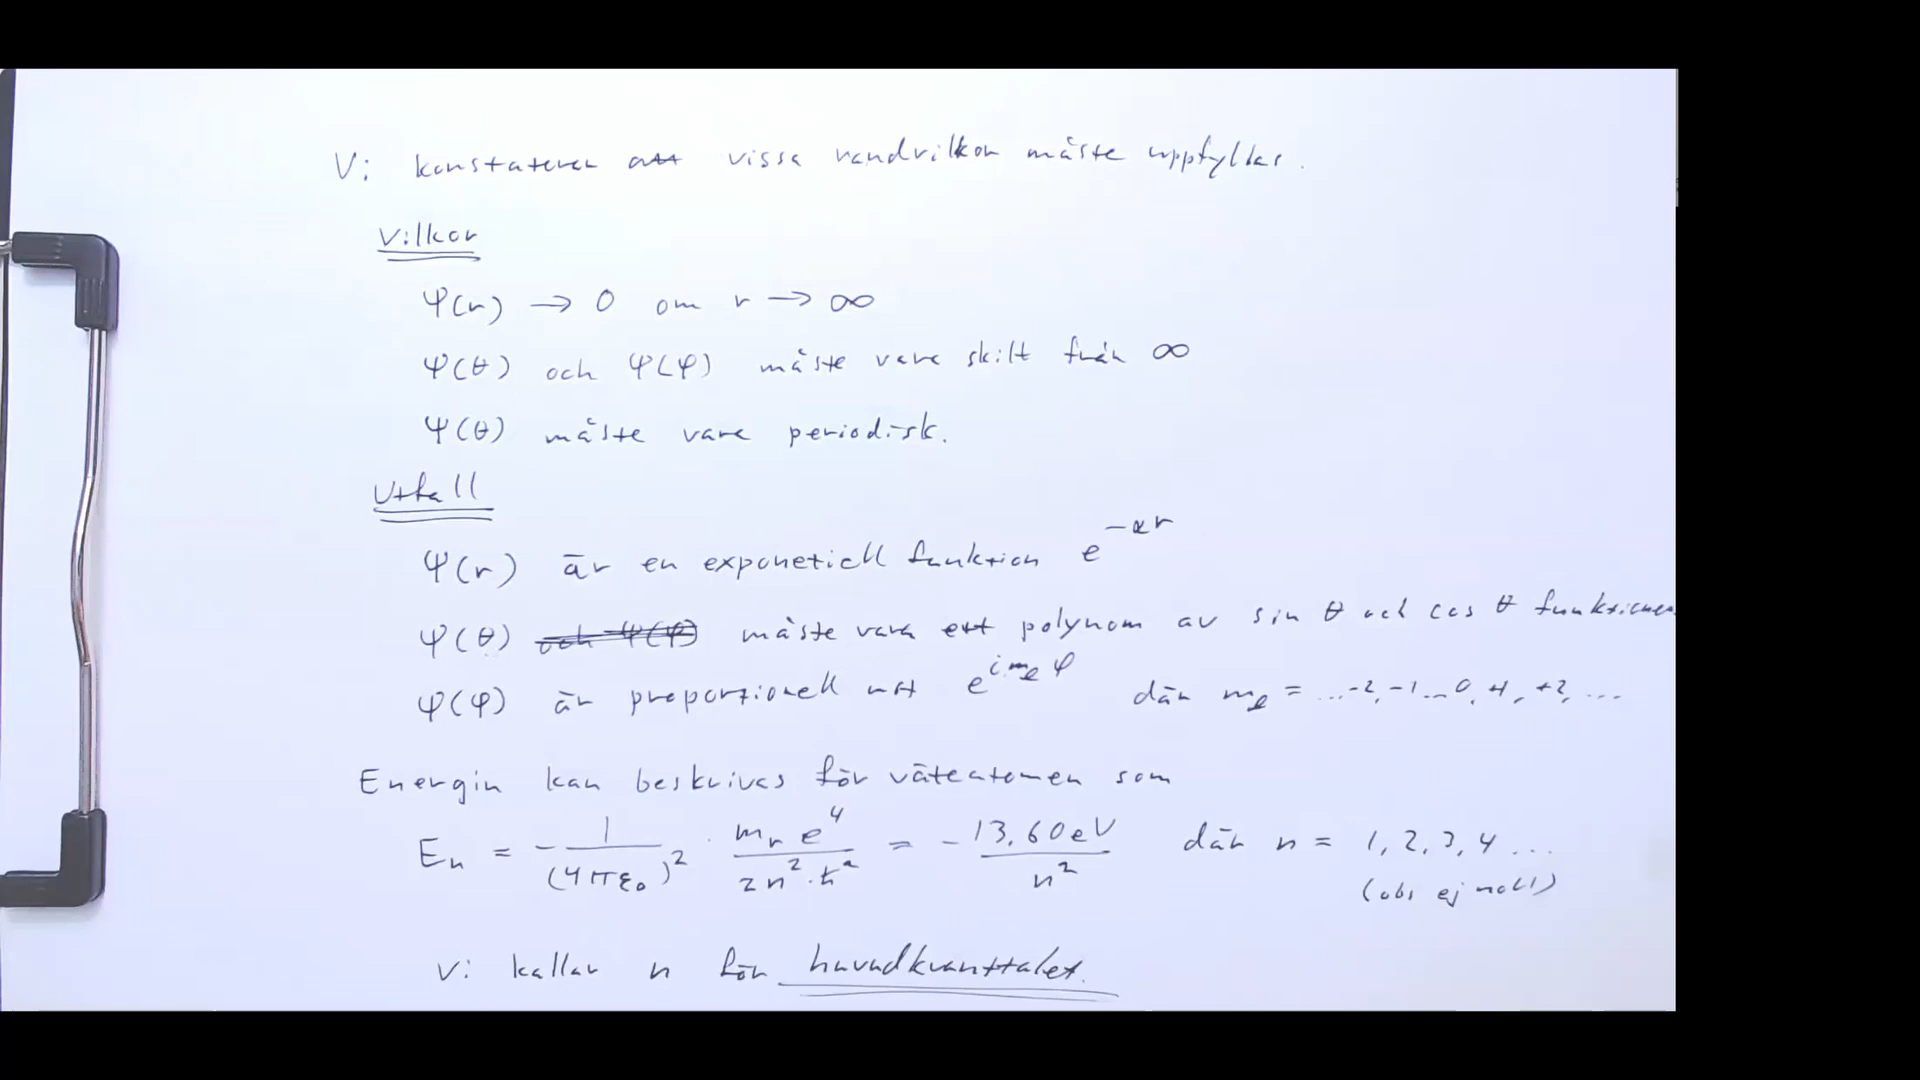 Vi konstaterar att vissa randvilkor måste uppfyllas.
Vilkor
Ψ(r) → 0 om r → ∞
Ψ(θ) och Ψ(φ) måste vara skilt från ∞
Ψ(θ) måste vara periodisk.
Utfall
Ψ(r) är en exponetiell funktion e^{-αr}
Ψ(θ) och Ψ(φ) måste vara ett polynom av sin θ och cos θ funktioner
Ψ(φ) är proportionell mot e^{i m_l φ} där m_l = ...-2, -1... 0, +1, +2, ...
Energin kan beskrivas för väteatomen som
E_n = - 1/(4πε₀)² · m_r e⁴/2n²·ħ² = - 13,60 eV/n² där n = 1, 2, 3, 4 ...
(obs ej noll)
Vi kallar n för huvudkvanttalet.